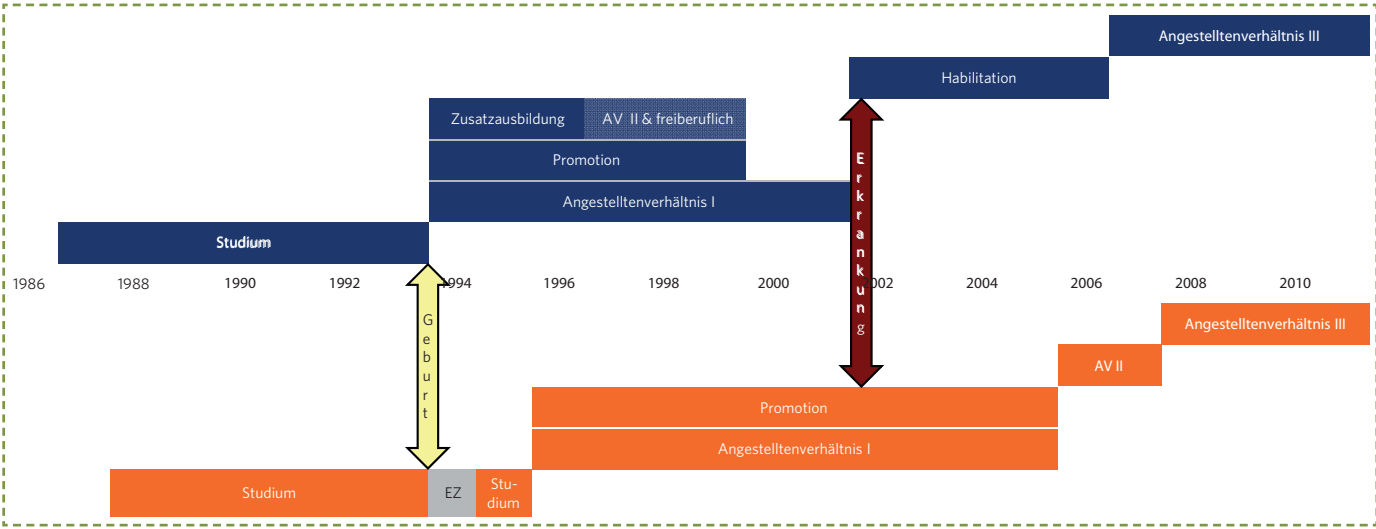 Angestelltenverhältnis III
Habilitation
Zusatzausbildung
AV II & freiberuflich
Promotion
Angestelltenverhältnis I
Studium
Erkrankung
1986 1988 1990 1992 1994 1996 1998 2000 2002 2004 2006 2008 2010
Geburt
Angestelltenverhältnis III
AV II
Promotion
Angestelltenverhältnis I
Studium
EZ
Stu-
dium